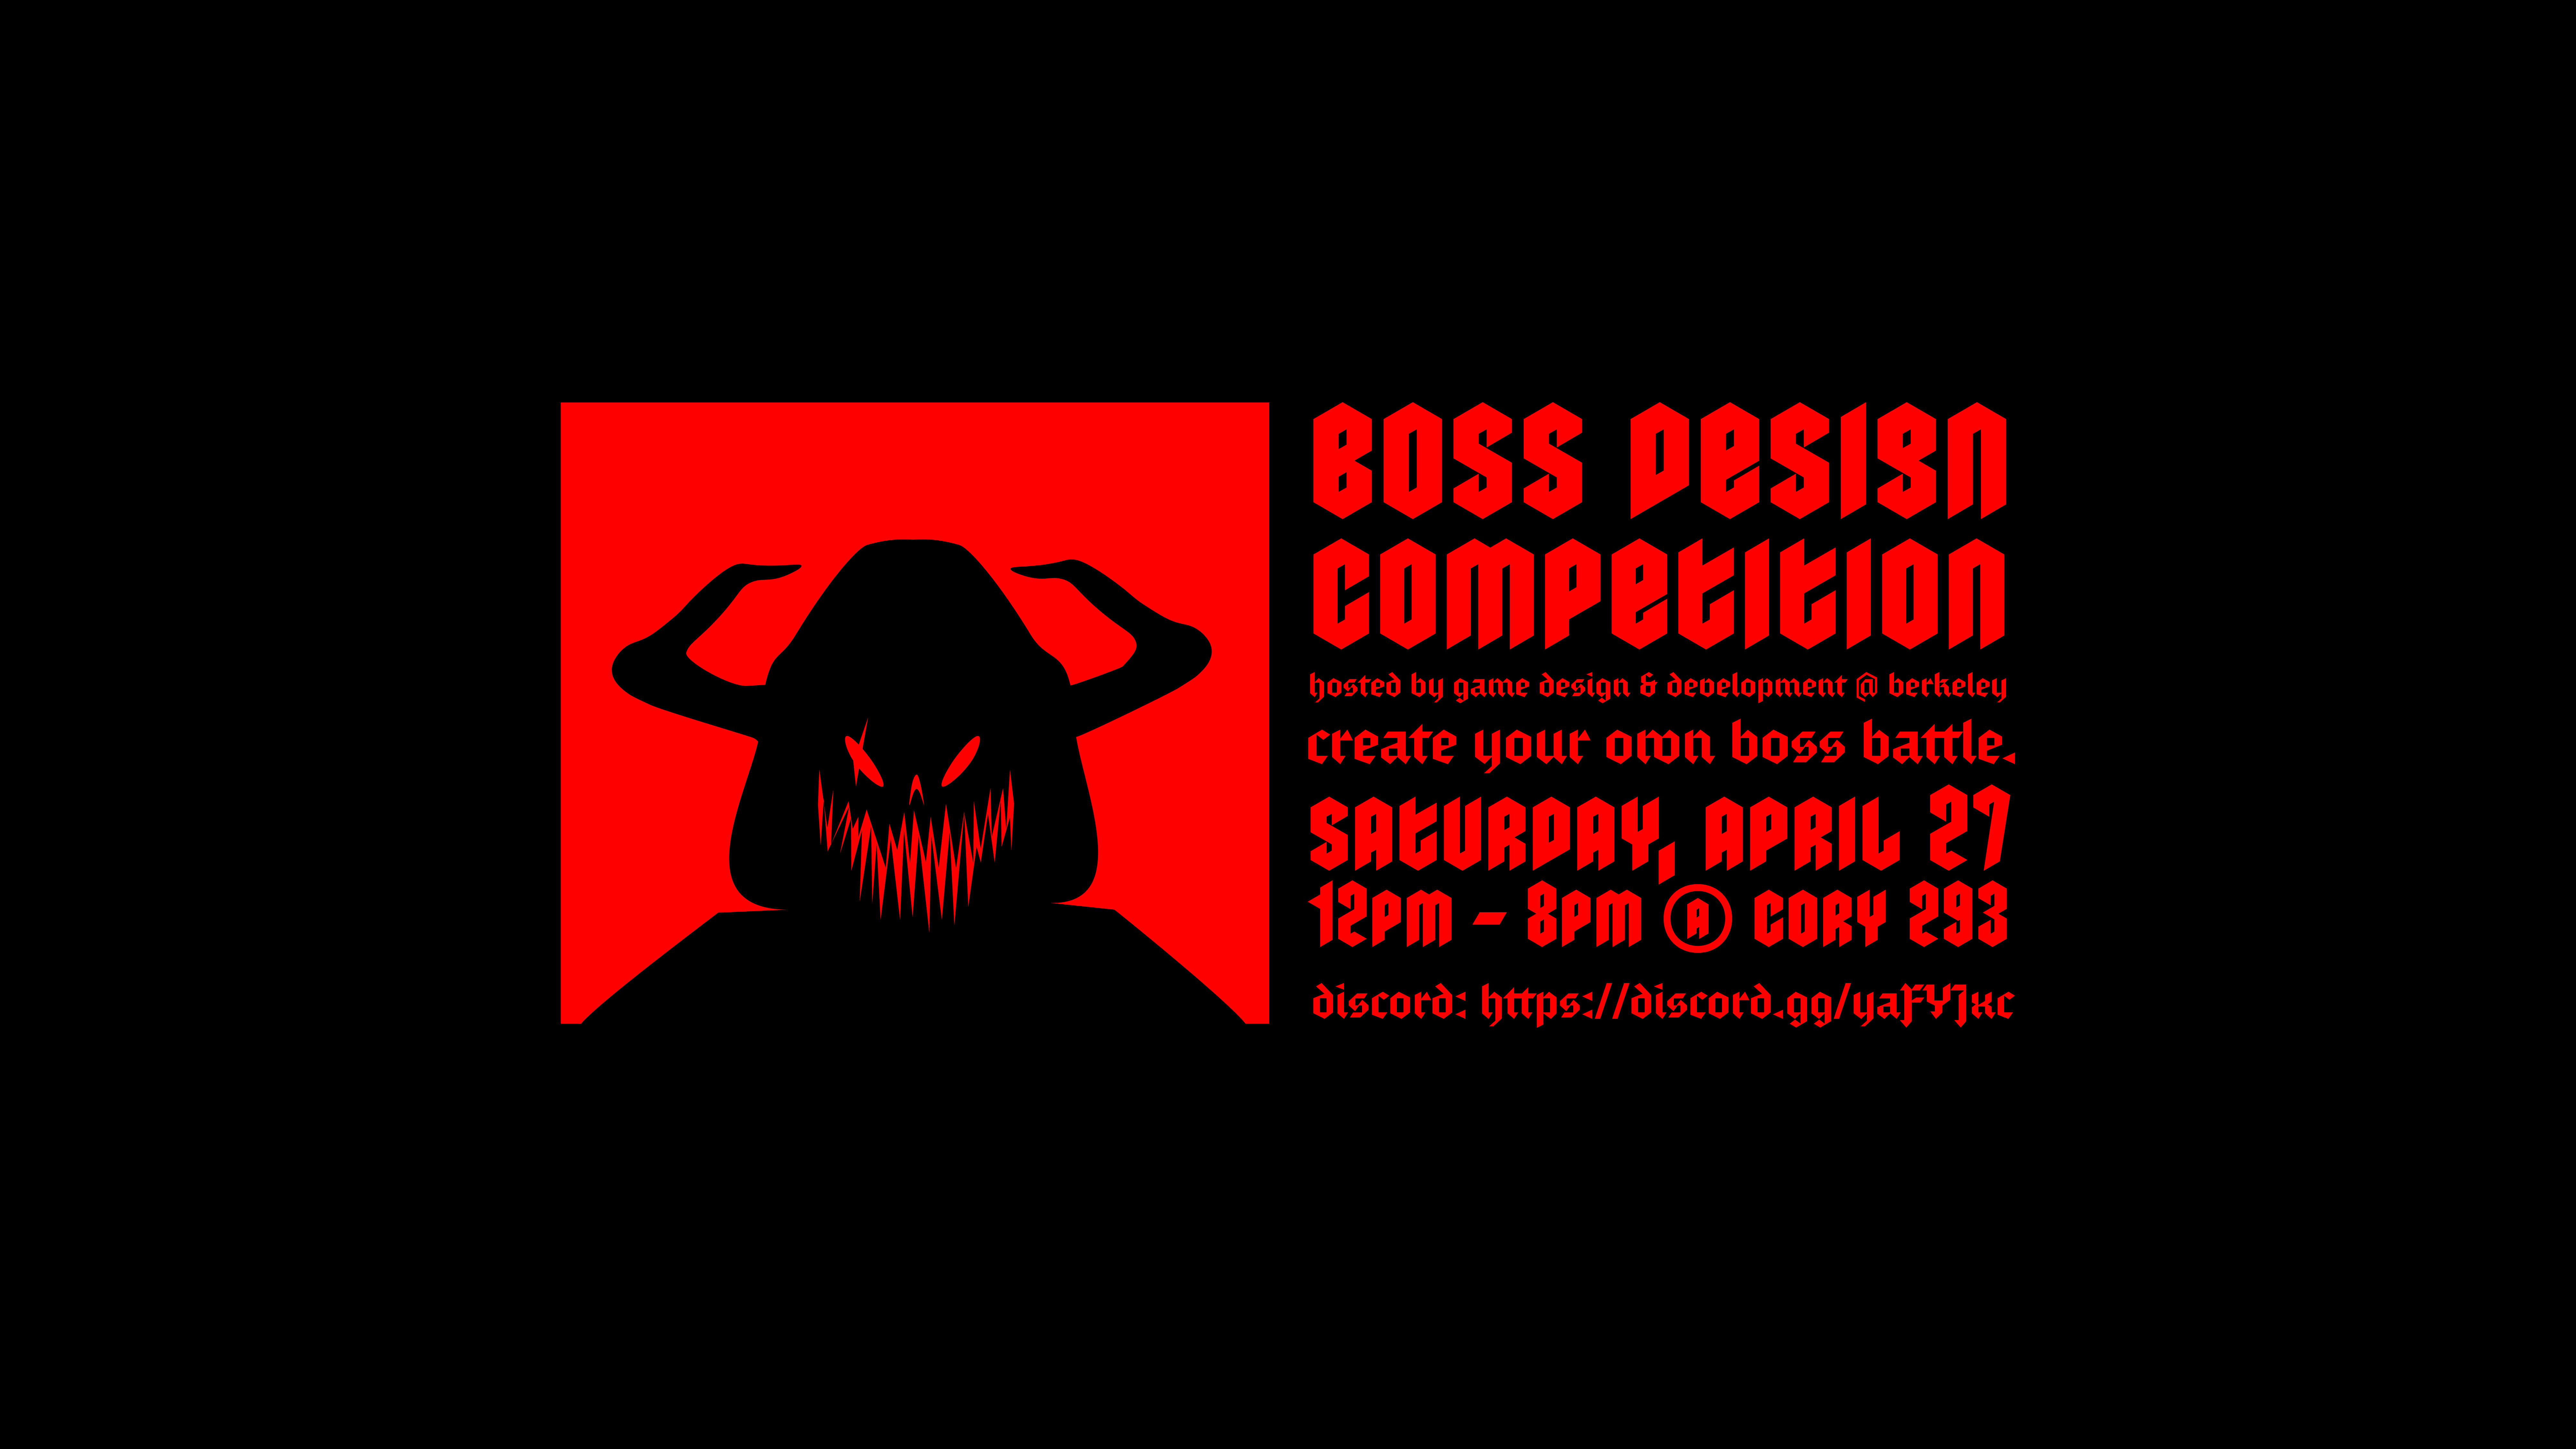 BOSS DESIGN
COMPETITION
hosted by game design & development @ berkeley
create your own boss battle.
SATURDAY, APRIL 27
12PM - 8PM @ CORY 293
discord: https://discord.gg/yaFYJxc